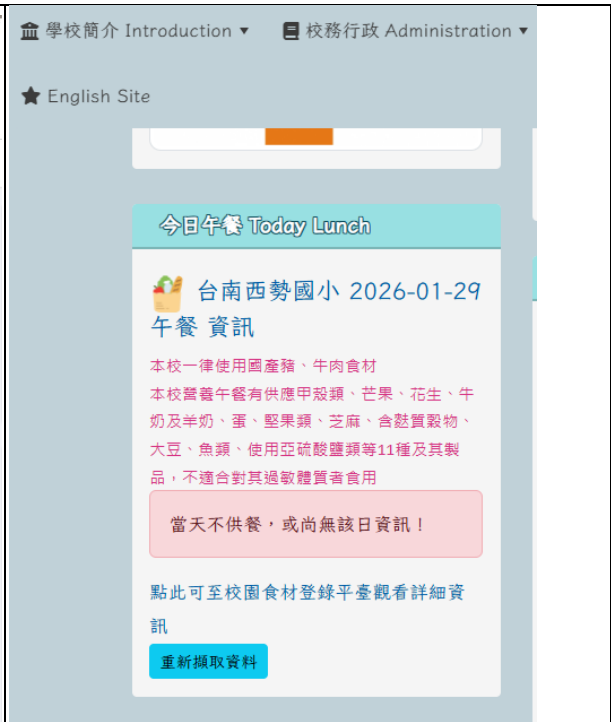 學校簡介 Introduction ▼ 校務行政 Administration ▼
English Site
今日午餐 Today Lunch
台南西勢國小 2026-01-29
午餐 資訊
本校一律使用國產豬、牛肉食材
本校營養午餐有供應甲殼類、芒果、花生、牛
奶及羊奶、蛋、堅果類、芝麻、含麩質穀物、
大豆、魚類、使用亞硫酸鹽類等11種及其製
品，不適合對其過敏體質者食用
當天不供餐，或尚無該日資訊！
點此可至校園食材登錄平臺觀看詳細資
訊
重新擷取資料